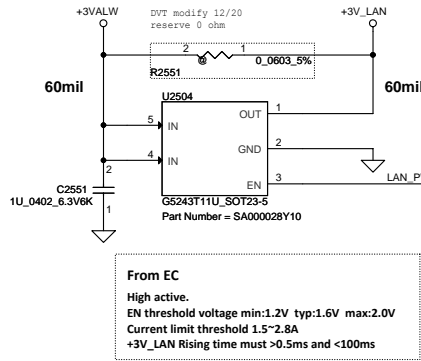 +3VALW
DVT modify 12/20
reserve 0 ohm
+3V_LAN
2
1
@
0_0603_5%
R2551
60mil
60mil
U2504
OUT
1
5
IN
GND
2
4
IN
EN
3
2
C2551
1U_0402_6.3V6K
1
G5243T11U_SOT23-5
Part Number = SA000028Y10
From EC
High active.
EN threshold voltage min:1.2V typ:1.6V max:2.0V
Current limit threshold 1.5~2.8A
+3V_LAN Rising time must >0.5ms and <100ms